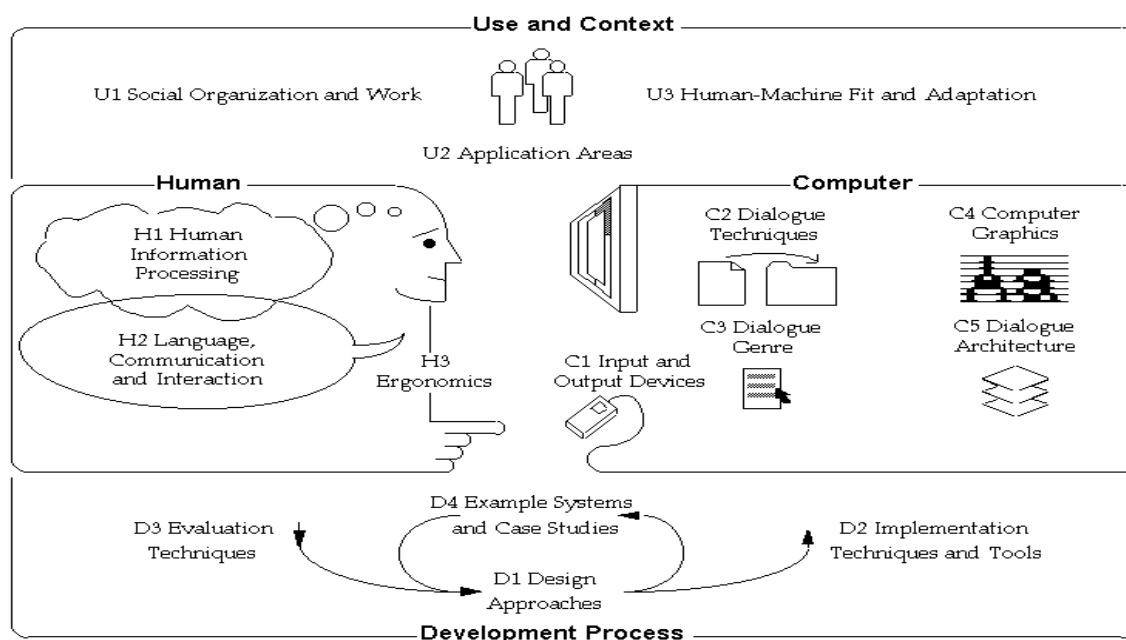 Use and Context
U1 Social Organization and Work
U3 Human-Machine Fit and Adaptation
U2 Application Areas
Human
H1 Human
Information
Processing
H2 Language,
Communication
and Interaction
H3
Ergonomics
Computer
C2 Dialogue
Techniques
C4 Computer
Graphics
C3 Dialogue
Genre
C5 Dialogue
Architecture
C1 Input and
Output Devices
D4 Example Systems
and Case Studies
D3 Evaluation
Techniques
D2 Implementation
Techniques and Tools
D1 Design
Approaches
Development Process